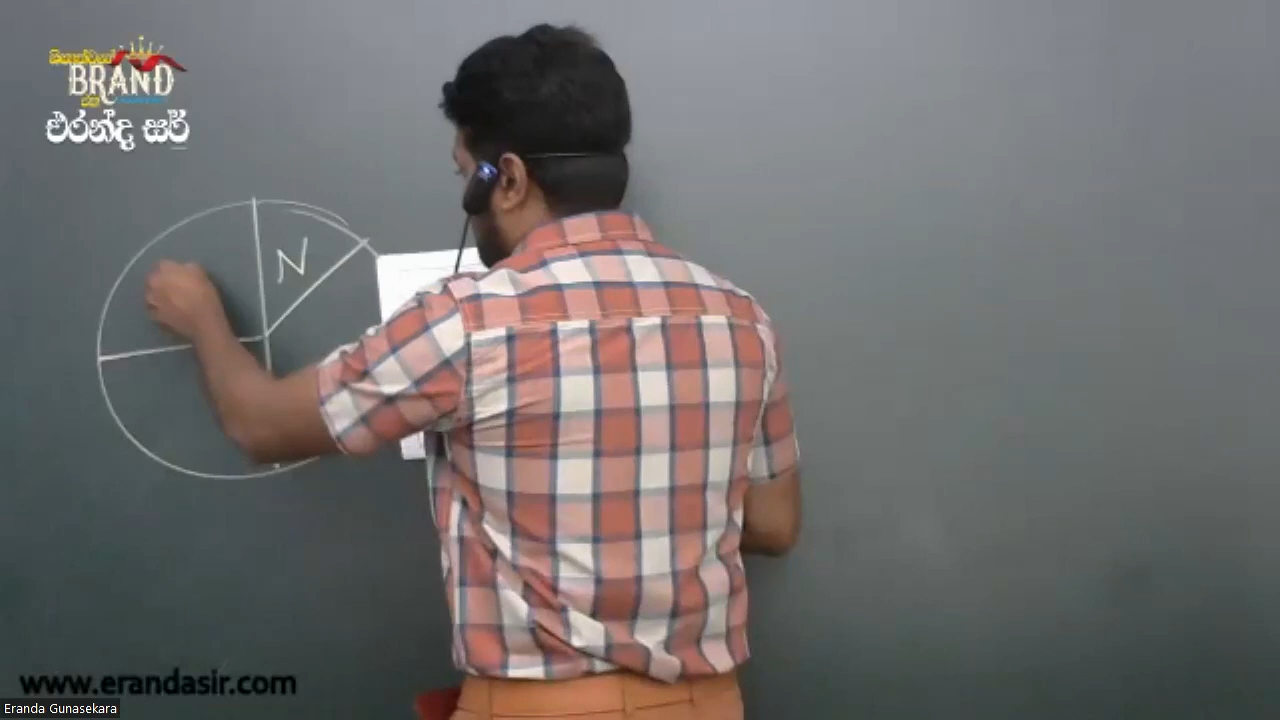 BRAND
එරන්ද සර්
N
www.erandasir.com
Eranda Gunasekara